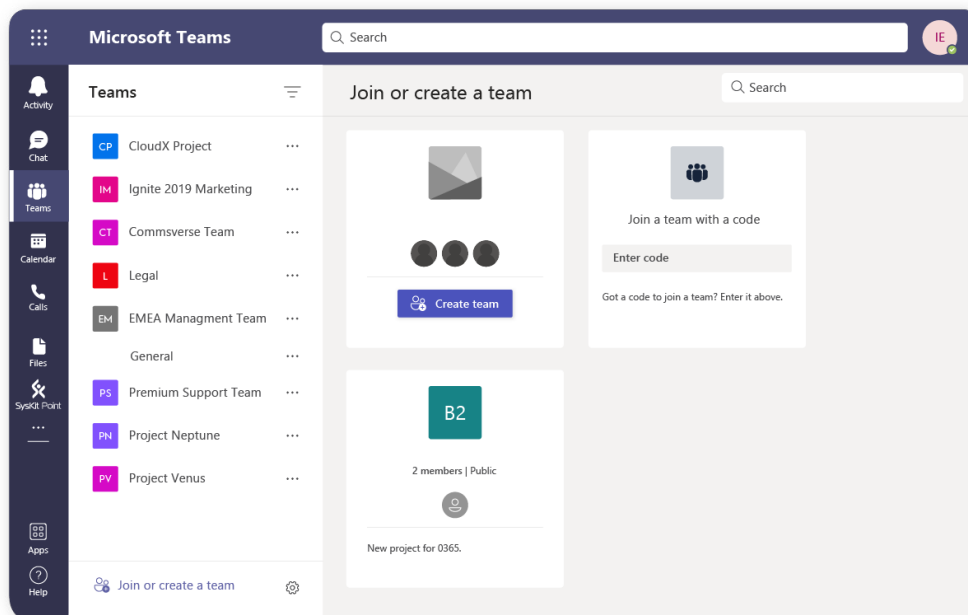 Microsoft Teams
Search
IE
Activity
Chat
Teams
Calendar
Calls
Files
SysKit Point
Apps
Help
Teams
CP CloudX Project
IM Ignite 2019 Marketing
CT Commsverse Team
L Legal
EM EMEA Managment Team
General
PS Premium Support Team
PN Project Neptune
PV Project Venus
Join or create a team
Join or create a team
Search
Create team
Join a team with a code
Enter code
Got a code to join a team? Enter it above.
B2
2 members | Public
New project for 0365.